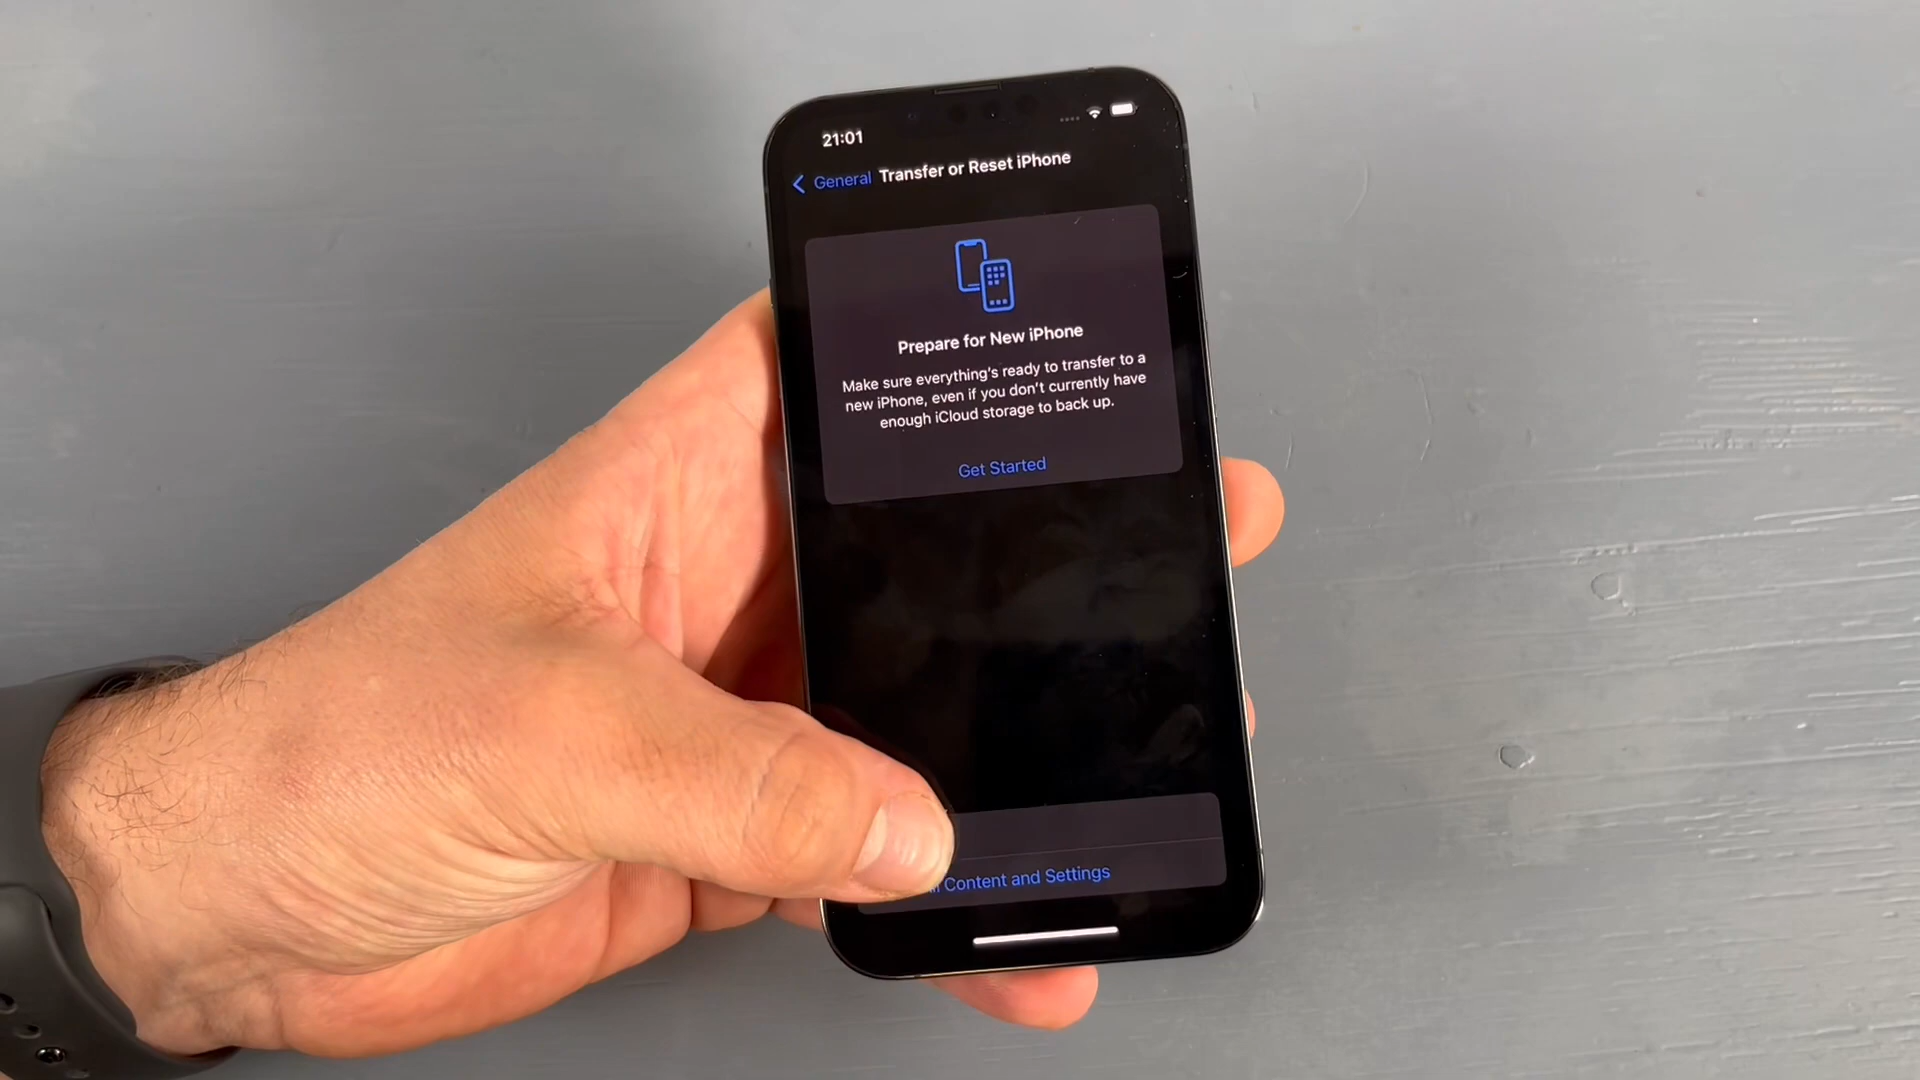 21:01
General Transfer or Reset iPhone
Prepare for New iPhone
Make sure everything's ready to transfer to a
new iPhone, even if you don't currently have
enough iCloud storage to back up.
Get Started
Content and Settings